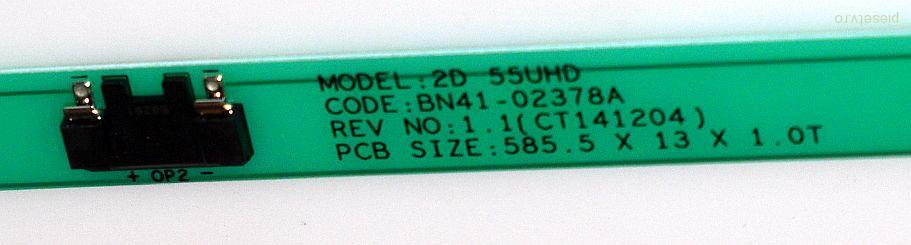 piesetv.ro
MODEL:2D 55UHD
CODE:BN41-02378A
REV NO:1.1(CT141204)
PCB SIZE:585.5 X 13 X 1.0T
- -
+ OP2 -